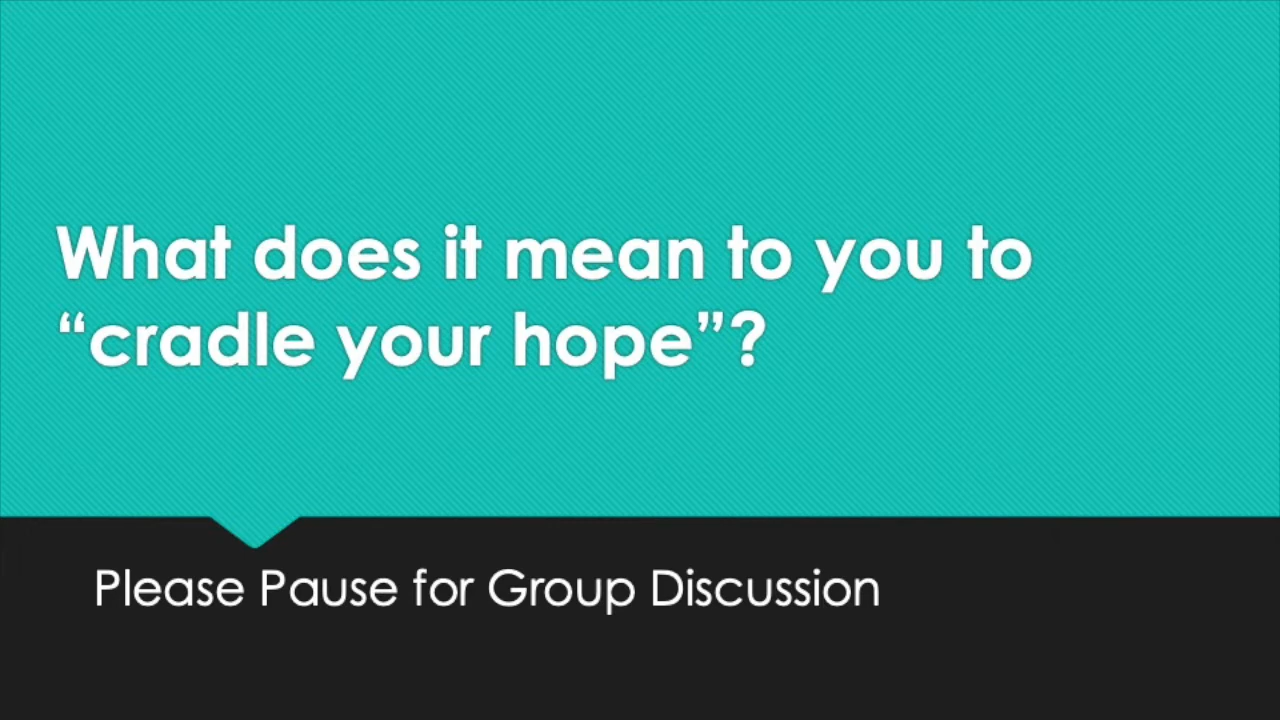 What does it mean to you to
“cradle your hope”?
Please Pause for Group Discussion